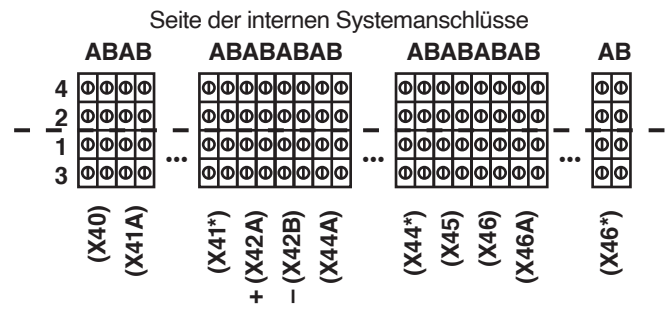 Seite der internen Systemanschlüsse
ABAB ABABABAB ABABABAB AB
4
2
1
... ... ...
3
(X40) (X41A) (X41*) + (X42A) − (X42B) (X44A) (X44*) (X45) (X46) (X46A) (X46*)